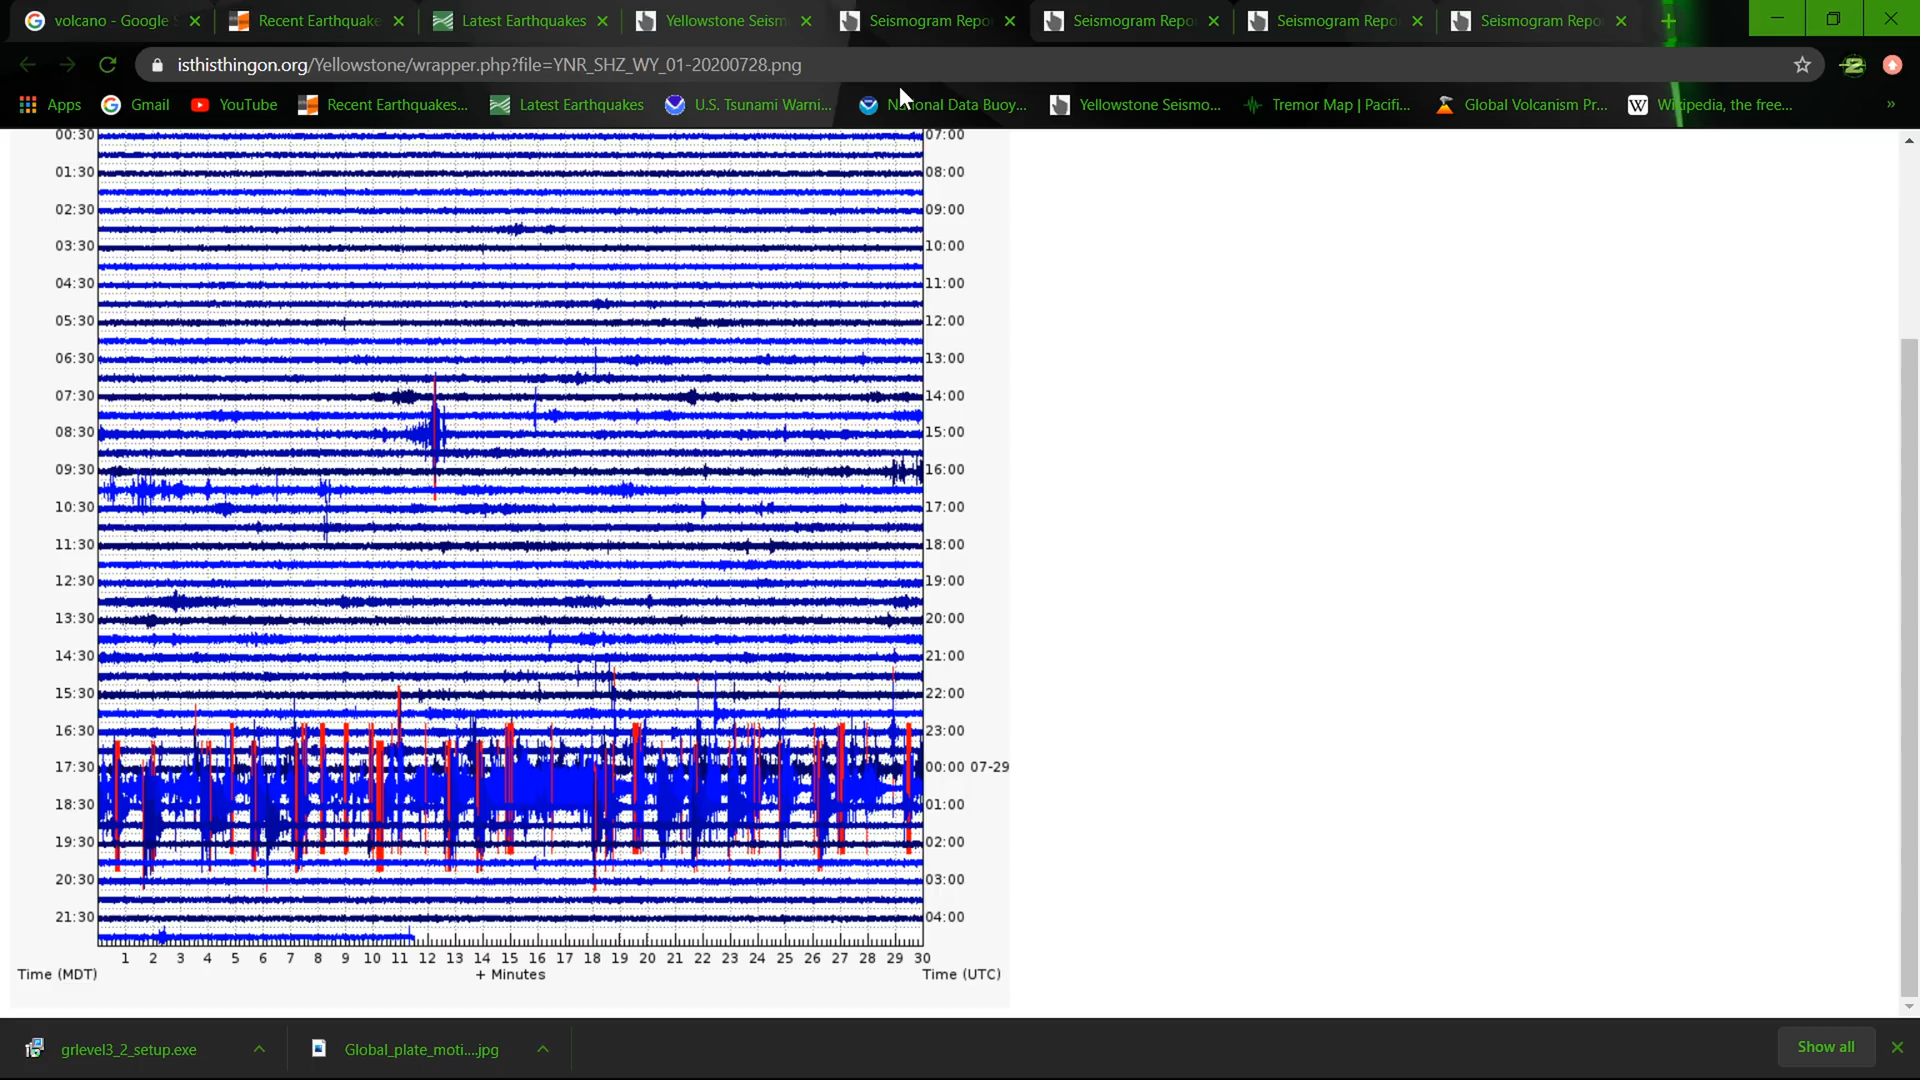 volcano - Google
Recent Earthquake
Latest Earthquakes
Yellowstone Seism
Seismogram Repo
Seismogram Repo
Seismogram Repo
Seismogram Repo
isthisthingon.org/Yellowstone/wrapper.php?file=YNR_SHZ_WY_01-20200728.png
Apps
Gmail
YouTube
Recent Earthquakes...
Latest Earthquakes
U.S. Tsunami Warni...
Data Buoy...
Yellowstone Seismo...
Tremor Map | Pacifi...
Global Volcanism Pr...
Wikipedia, the free...
»
00:30 07:00
01:30 08:00
02:30 09:00
03:30 10:00
04:30 11:00
05:30 12:00
06:30 13:00
07:30 14:00
08:30 15:00
09:30 16:00
10:30 17:00
11:30 18:00
12:30 19:00
13:30 20:00
14:30 21:00
15:30 22:00
16:30 23:00
17:30 00:00 07-29
18:30 01:00
19:30 02:00
20:30 03:00
21:30 04:00
1 2 3 4 5 6 7 8 9 10 11 12 13 14 15 16 17 18 19 20 21 22 23 24 25 26 27 28 29 30
Time (MDT) + Minutes Time (UTC)
grlevel3_2_setup.exe
Global_plate_moti....jpg
Show all